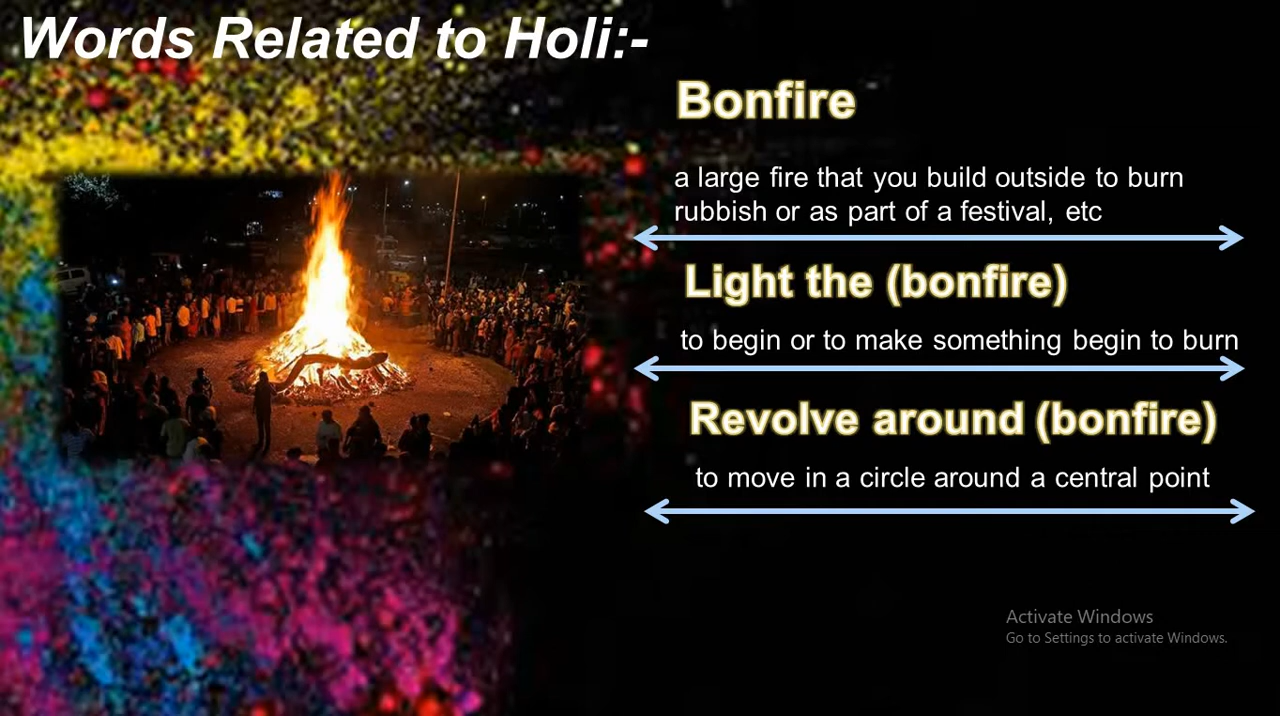 Words Related to Holi:-
Bonfire
a large fire that you build outside to burn
rubbish or as part of a festival, etc
Light the (bonfire)
to begin or to make something begin to burn
Revolve around (bonfire)
to move in a circle around a central point
Activate Windows
Go to Settings to activate Windows.